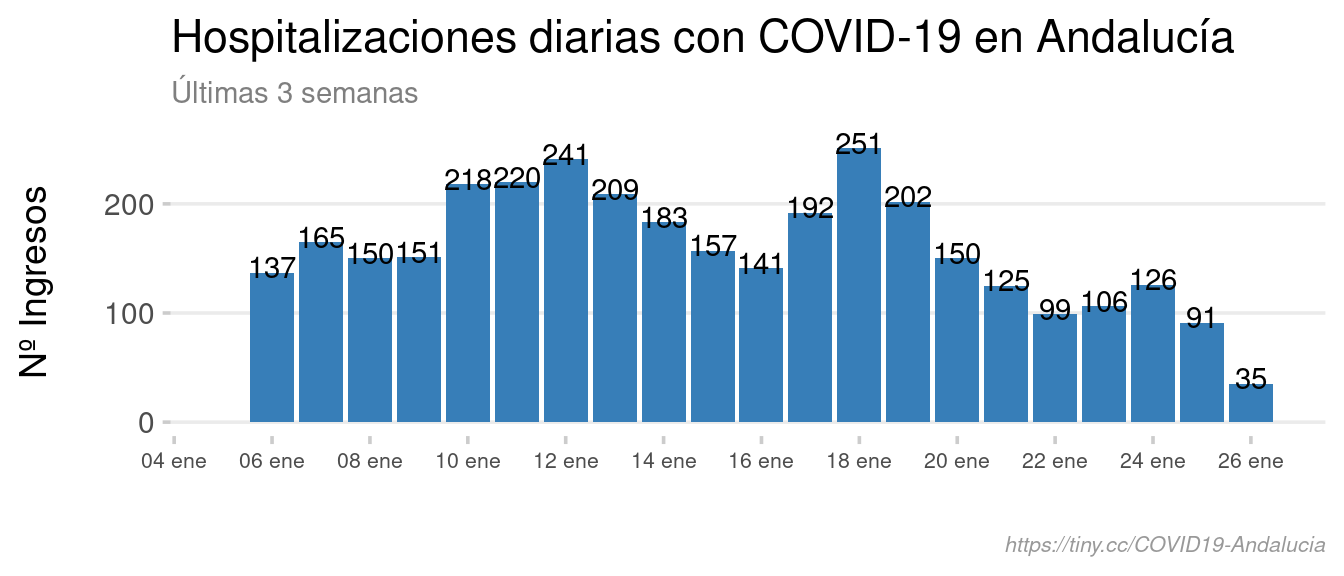 Hospitalizaciones diarias con COVID-19 en Andalucía
Últimas 3 semanas
Nº Ingresos
200
100
0
137 165 150 151 218 220 241 209 183 157 141 192 251 202 150 125 99 106 126 91 35
04 ene 06 ene 08 ene 10 ene 12 ene 14 ene 16 ene 18 ene 20 ene 22 ene 24 ene 26 ene
https://tiny.cc/COVID19-Andalucia